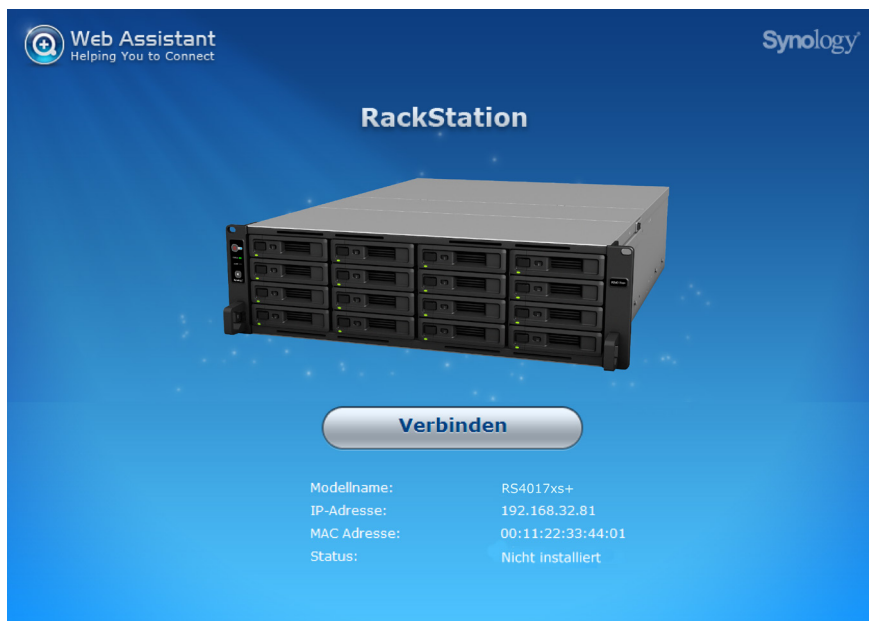 Web Assistant
Helping You to Connect
Synology
RackStation
Verbinden
Modellname: RS4017xs+
IP-Adresse: 192.168.32.81
MAC Adresse: 00:11:22:33:44:01
Status: Nicht installiert